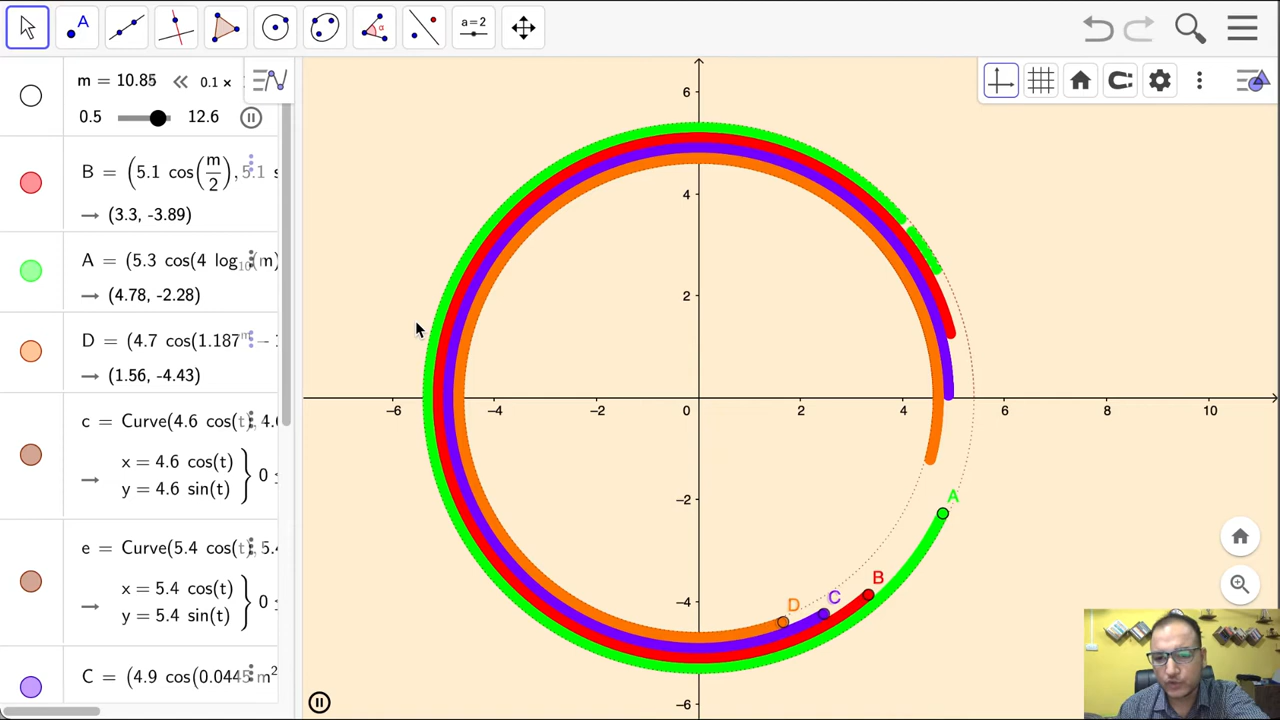 A
α
a = 2
m = 10.85
0.1 ×
0.5
12.6
B = (5.1 cos(m/2), 5.1 s
→ (3.3, -3.89)
A = (5.3 cos(4 log10(m)
→ (4.78, -2.28)
D = (4.7 cos(1.187^m −
→ (1.56, -4.43)
c = Curve(4.6 cos(t), 4.6
x = 4.6 cos(t)
y = 4.6 sin(t)
→ } 0
e = Curve(5.4 cos(t), 5.4
x = 5.4 cos(t)
y = 5.4 sin(t)
→ } 0
C = (4.9 cos(0.0445 m²
6
4
2
−6
−4
−2
0
2
4
6
8
10
−2
−4
−6
A
B
C
D